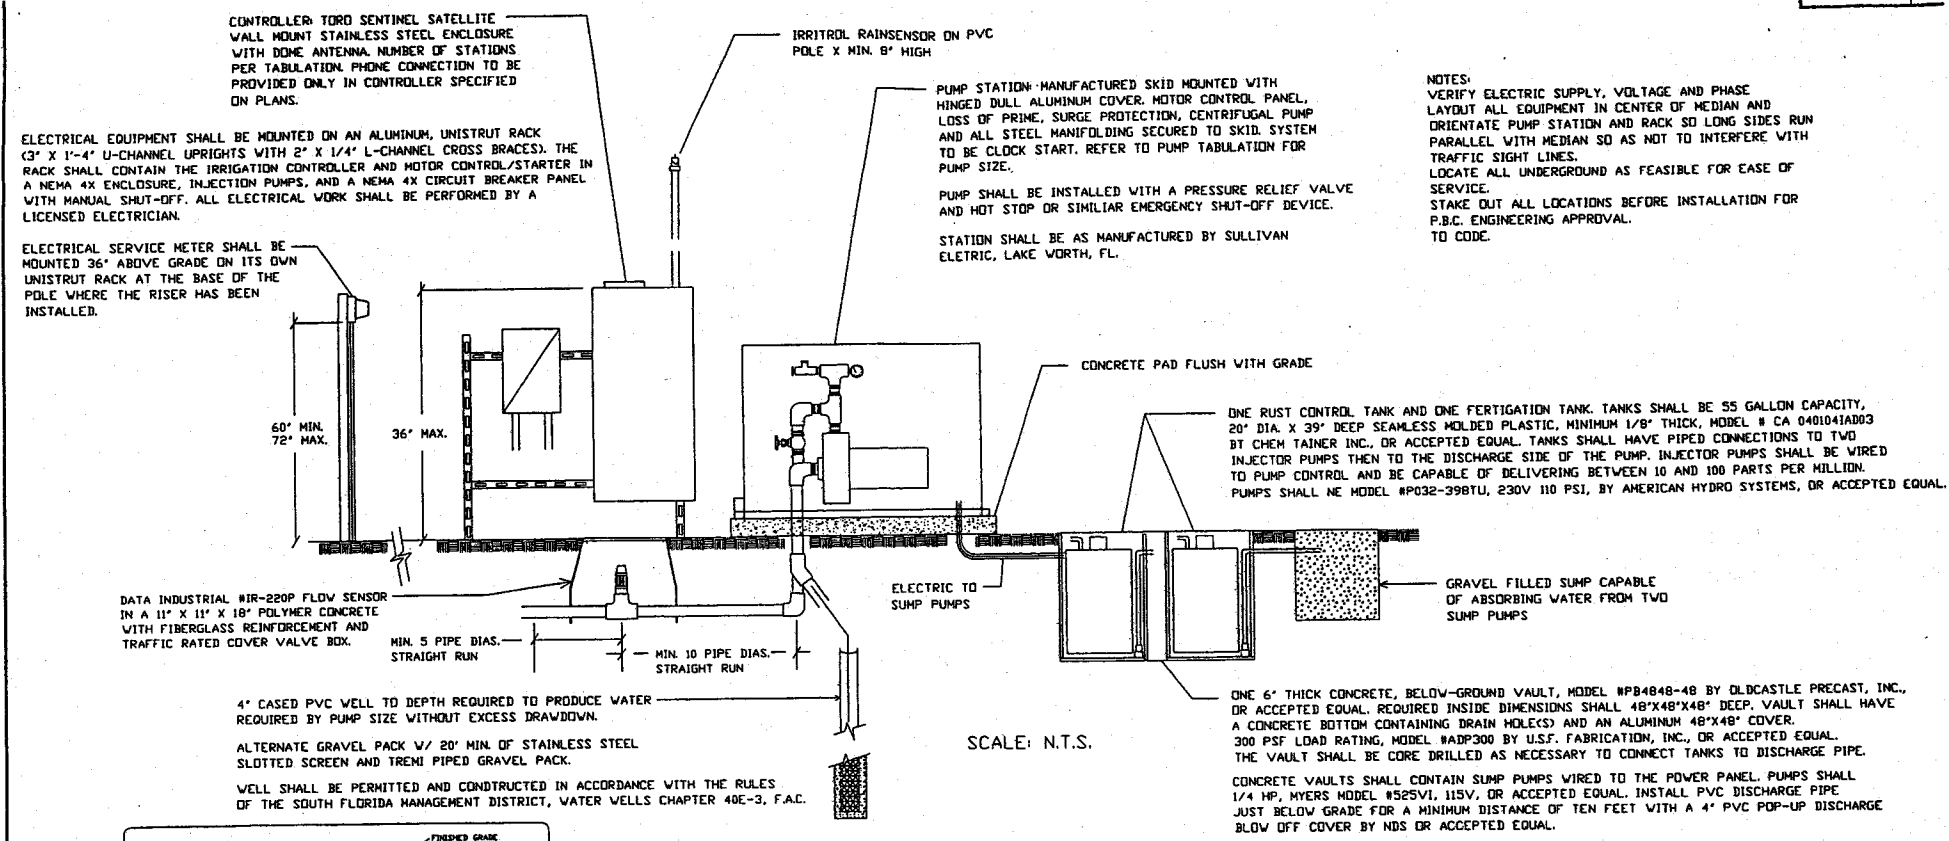 CONTROLLER: TORO SENTINEL SATELLITE
WALL MOUNT STAINLESS STEEL ENCLOSURE
WITH DOME ANTENNA. NUMBER OF STATIONS
PER TABULATION. PHONE CONNECTION TO BE
PROVIDED ONLY IN CONTROLLER SPECIFIED
ON PLANS.
IRRITROL RAINSENSOR ON PVC
POLE X MIN. 8" HIGH
PUMP STATION: MANUFACTURED SKID MOUNTED WITH
HINGED DULL ALUMINUM COVER. MOTOR CONTROL PANEL,
LOSS OF PRIME, SURGE PROTECTION, CENTRIFUGAL PUMP
AND ALL STEEL MANIFOLDING SECURED TO SKID. SYSTEM
TO BE CLOCK START. REFER TO PUMP TABULATION FOR
PUMP SIZE.
PUMP SHALL BE INSTALLED WITH A PRESSURE RELIEF VALVE
AND HOT STOP OR SIMILIAR EMERGENCY SHUT-OFF DEVICE.
STATION SHALL BE AS MANUFACTURED BY SULLIVAN
ELETRIC, LAKE WORTH, FL.
NOTES:
VERIFY ELECTRIC SUPPLY, VOLTAGE AND PHASE
LAYOUT ALL EQUIPMENT IN CENTER OF MEDIAN AND
ORIENTATE PUMP STATION AND RACK SO LONG SIDES RUN
PARALLEL WITH MEDIAN SO AS NOT TO INTERFERE WITH
TRAFFIC SIGHT LINES.
LOCATE ALL UNDERGROUND AS FEASIBLE FOR EASE OF
SERVICE.
STAKE OUT ALL LOCATIONS BEFORE INSTALLATION FOR
P.B.C. ENGINEERING APPROVAL.
TO CODE.
ELECTRICAL EQUIPMENT SHALL BE MOUNTED ON AN ALUMINUM, UNISTRUT RACK
(3" X 1'-4" U-CHANNEL UPRIGHTS WITH 2" X 1/4" L-CHANNEL CROSS BRACES). THE
RACK SHALL CONTAIN THE IRRIGATION CONTROLLER AND MOTOR CONTROL/STARTER IN
A NEMA 4X ENCLOSURE, INJECTION PUMPS, AND A NEMA 4X CIRCUIT BREAKER PANEL
WITH MANUAL SHUT-OFF. ALL ELECTRICAL WORK SHALL BE PERFORMED BY A
LICENSED ELECTRICIAN.
ELECTRICAL SERVICE METER SHALL BE
MOUNTED 36" ABOVE GRADE ON ITS OWN
UNISTRUT RACK AT THE BASE OF THE
POLE WHERE THE RISER HAS BEEN
INSTALLED.
60" MIN.
72" MAX.
36" MAX.
CONCRETE PAD FLUSH WITH GRADE
ONE RUST CONTROL TANK AND ONE FERTIGATION TANK. TANKS SHALL BE 55 GALLON CAPACITY,
20" DIA. X 39" DEEP SEAMLESS MOLDED PLASTIC, MINIMUM 1/8" THICK, MODEL # CA 040104IAD03
BT CHEM TAINER INC., OR ACCEPTED EQUAL. TANKS SHALL HAVE PIPED CONNECTIONS TO TWO
INJECTOR PUMPS THEN TO THE DISCHARGE SIDE OF THE PUMP. INJECTOR PUMPS SHALL BE WIRED
TO PUMP CONTROL AND BE CAPABLE OF DELIVERING BETWEEN 10 AND 100 PARTS PER MILLION.
PUMPS SHALL NE MODEL #P032-398TU, 230V 110 PSI, BY AMERICAN HYDRO SYSTEMS, OR ACCEPTED EQUAL.
ELECTRIC TO
SUMP PUMPS
GRAVEL FILLED SUMP CAPABLE
OF ABSORBING WATER FROM TWO
SUMP PUMPS
DATA INDUSTRIAL #IR-220P FLOW SENSOR
IN A 11" X 11" X 18" POLYMER CONCRETE
WITH FIBERGLASS REINFORCEMENT AND
TRAFFIC RATED COVER VALVE BOX.
MIN. 5 PIPE DIAS.
STRAIGHT RUN
MIN. 10 PIPE DIAS.
STRAIGHT RUN
4" CASED PVC WELL TO DEPTH REQUIRED TO PRODUCE WATER
REQUIRED BY PUMP SIZE WITHOUT EXCESS DRAWDOWN.
ALTERNATE GRAVEL PACK W/ 20' MIN. OF STAINLESS STEEL
SLOTTED SCREEN AND TREMI PIPED GRAVEL PACK.
WELL SHALL BE PERMITTED AND CONDTRUCTED IN ACCORDANCE WITH THE RULES
OF THE SOUTH FLORIDA MANAGEMENT DISTRICT, WATER WELLS CHAPTER 40E-3, F.A.C.
SCALE: N.T.S.
ONE 6" THICK CONCRETE, BELOW-GROUND VAULT, MODEL #PB4848-48 BY OLDCASTLE PRECAST, INC.,
OR ACCEPTED EQUAL. REQUIRED INSIDE DIMENSIONS SHALL 48"X48"X48" DEEP. VAULT SHALL HAVE
A CONCRETE BOTTOM CONTAINING DRAIN HOLE(S) AND AN ALUMINUM 48"X48" COVER.
300 PSF LOAD RATING, MODEL #ADP300 BY U.S.F. FABRICATION, INC., OR ACCEPTED EQUAL.
THE VAULT SHALL BE CORE DRILLED AS NECESSARY TO CONNECT TANKS TO DISCHARGE PIPE.
CONCRETE VAULTS SHALL CONTAIN SUMP PUMPS WIRED TO THE POWER PANEL. PUMPS SHALL
1/4 HP, MYERS MODEL #525VI, 115V, OR ACCEPTED EQUAL. INSTALL PVC DISCHARGE PIPE
JUST BELOW GRADE FOR A MINIMUM DISTANCE OF TEN FEET WITH A 4" PVC POP-UP DISCHARGE
BLOW OFF COVER BY NDS OR ACCEPTED EQUAL.
FINISHED GRADE